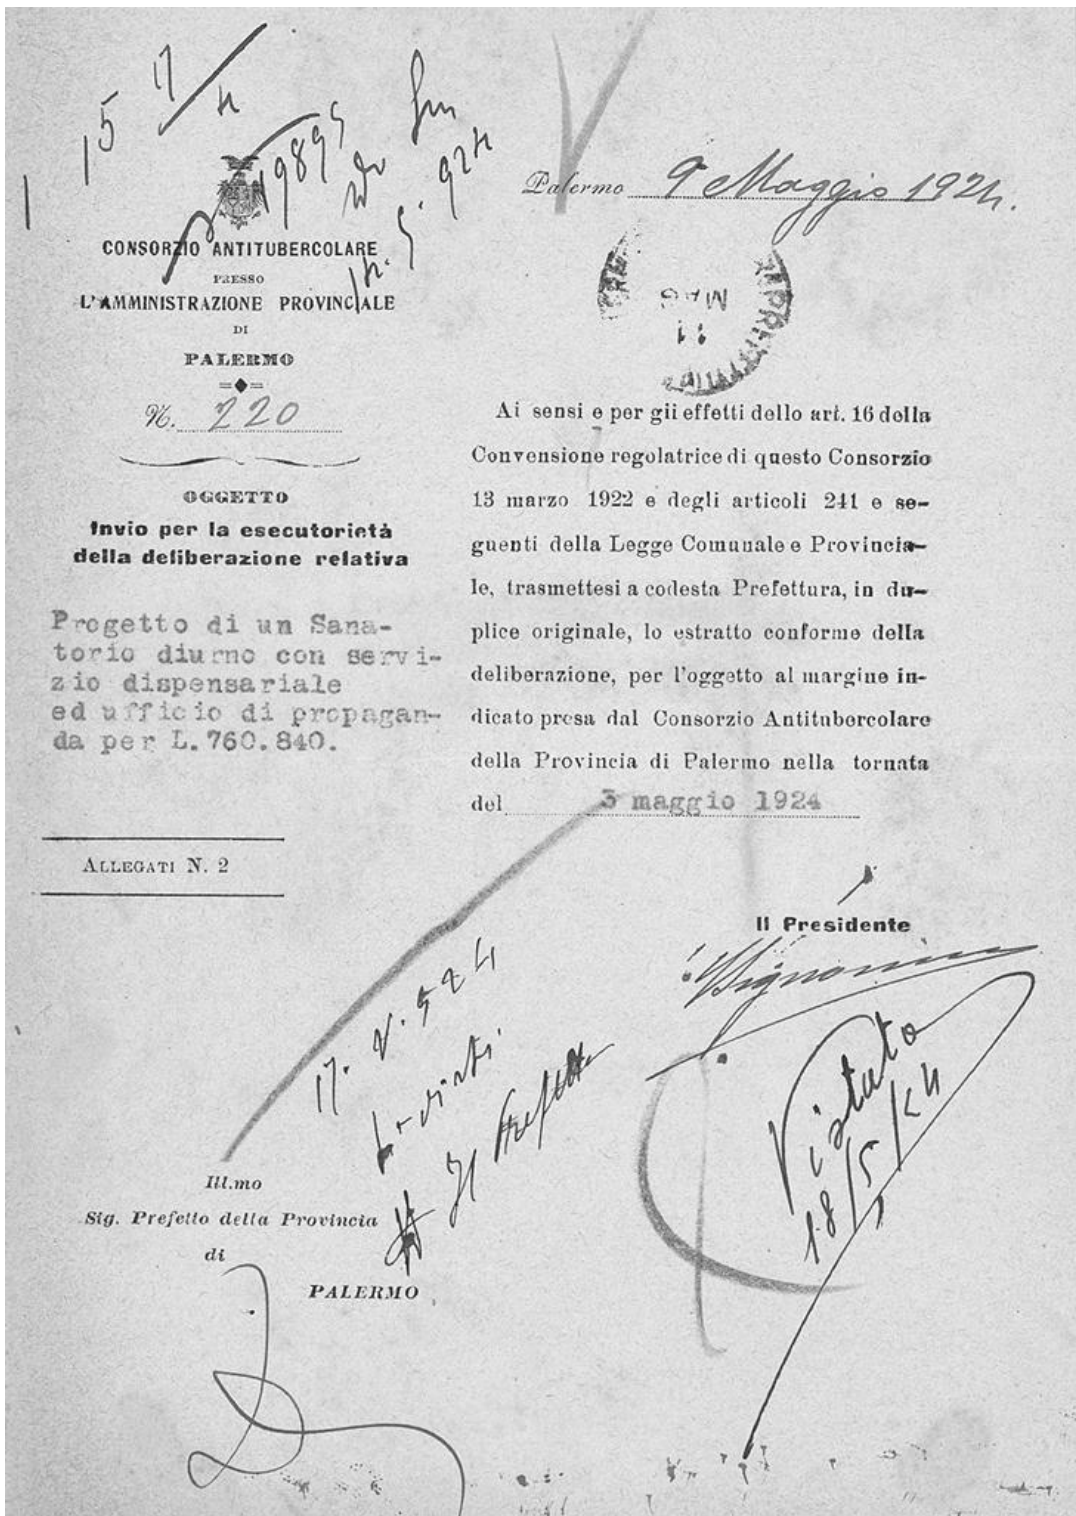 15 17
19895
924
CONSORZIO ANTITUBERCOLARE
PRESSO
L'AMMINISTRAZIONE PROVINCIALE
DI
PALERMO
N. 220
OGGETTO
Invio per la esecutorietà
della deliberazione relativa
Progetto di un Sana-
torio diurno con servi-
zio dispensariale
ed ufficio di propagan-
da per L.760.840.
ALLEGATI N. 2
Palermo 9 Maggio 1924.
11
MAG
Ai sensi e per gli effetti dello art. 16 della
Convensione regolatrice di questo Consorzio
13 marzo 1922 e degli articoli 241 e se-
guenti della Legge Comunale e Provincia-
le, trasmettesi a codesta Prefettura, in du-
plice originale, lo estratto conforme della
deliberazione, per l'oggetto al margine in-
dicato presa dal Consorzio Antitubercolare
della Provincia di Palermo nella tornata
del 3 maggio 1924
Il Presidente
17. V. 924
Il Prefetto
Vistato
18/5/24
Ill.mo
Sig. Prefetto della Provincia
di
PALERMO